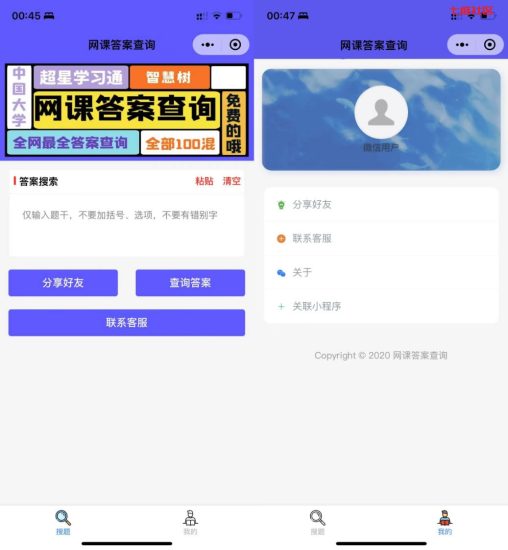 00:45
网课答案查询
中国大学
超星学习通
智慧树
网课答案查询
免费的哦
全网最全答案查询
全部100混
答案搜索
粘贴
清空
仅输入题干，不要加括号、选项，不要有错别字
分享好友
查询答案
联系客服
搜题
我的
00:47
网课答案查询
微信用户
分享好友
联系客服
关于
关联小程序
Copyright © 2020 网课答案查询
搜题
我的